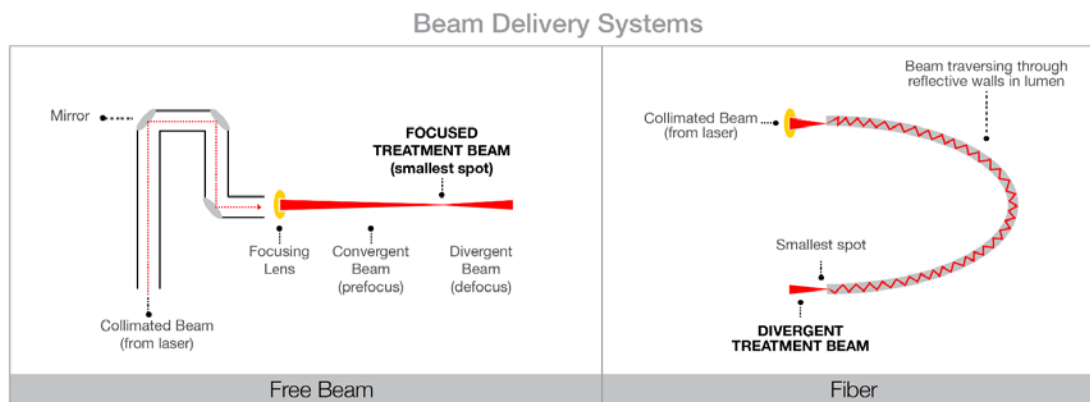 Beam Delivery Systems
Mirror
FOCUSED
TREATMENT BEAM
(smallest spot)
Focusing
Lens
Convergent
Beam
(prefocus)
Divergent
Beam
(defocus)
Collimated Beam
(from laser)
Free Beam
Beam traversing through
reflective walls in lumen
Collimated Beam
(from laser)
Smallest spot
DIVERGENT
TREATMENT BEAM
Fiber